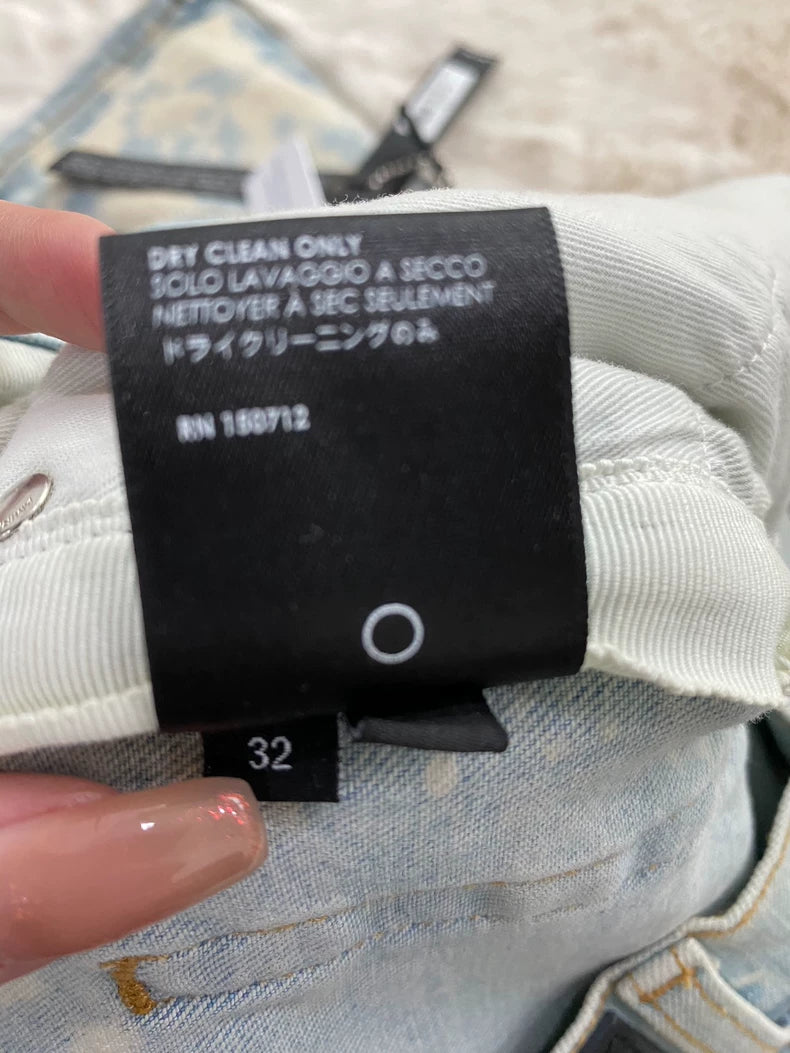 DRY CLEAN ONLY
SOLO LAVAGGIO A SECCO
NETTOYER À SEC SEULEMENT
ドライクリーニングのみ
RN 150712
32